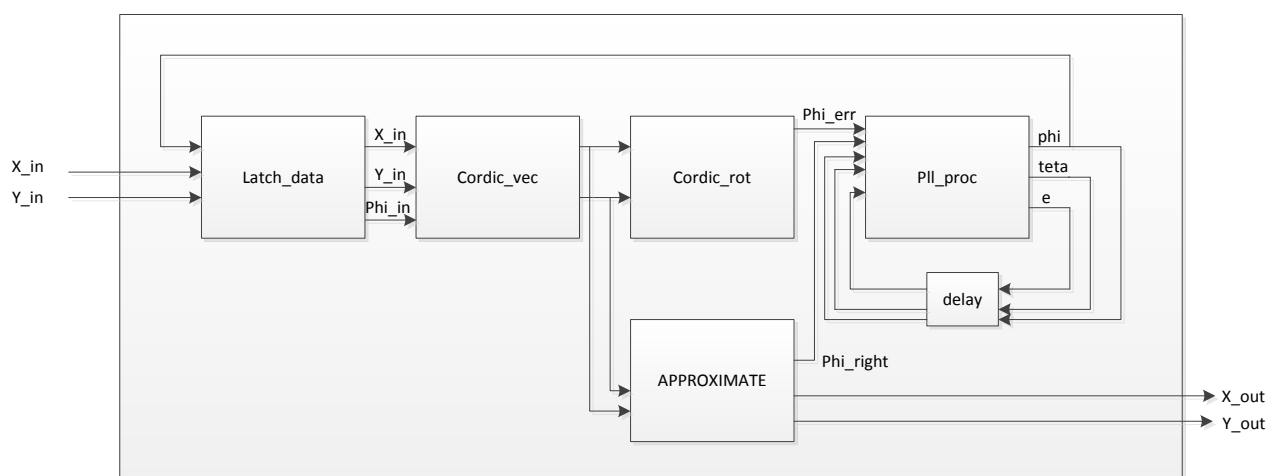 Phi_err
X_in
phi
X_in
Latch_data
Y_in
Cordic_vec
Cordic_rot
Pll_proc
teta
Y_in
Phi_in
e
delay
Phi_right
APPROXIMATE
X_out
Y_out